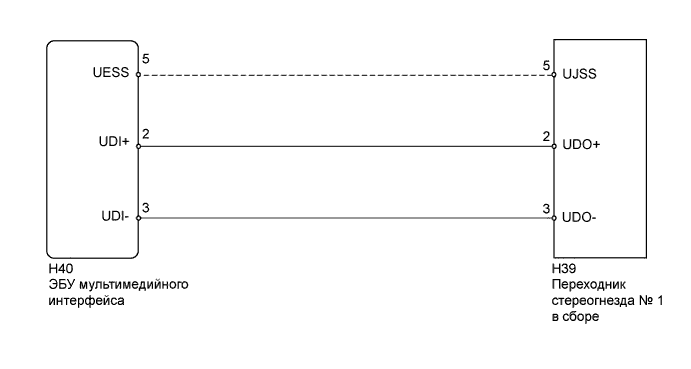 5
UESS
5
UJSS
2
UDI+
2
UDO+
3
UDI-
3
UDO-
H40
ЭБУ мультимедийного
интерфейса
H39
Переходник
стереогнезда № 1
в сборе